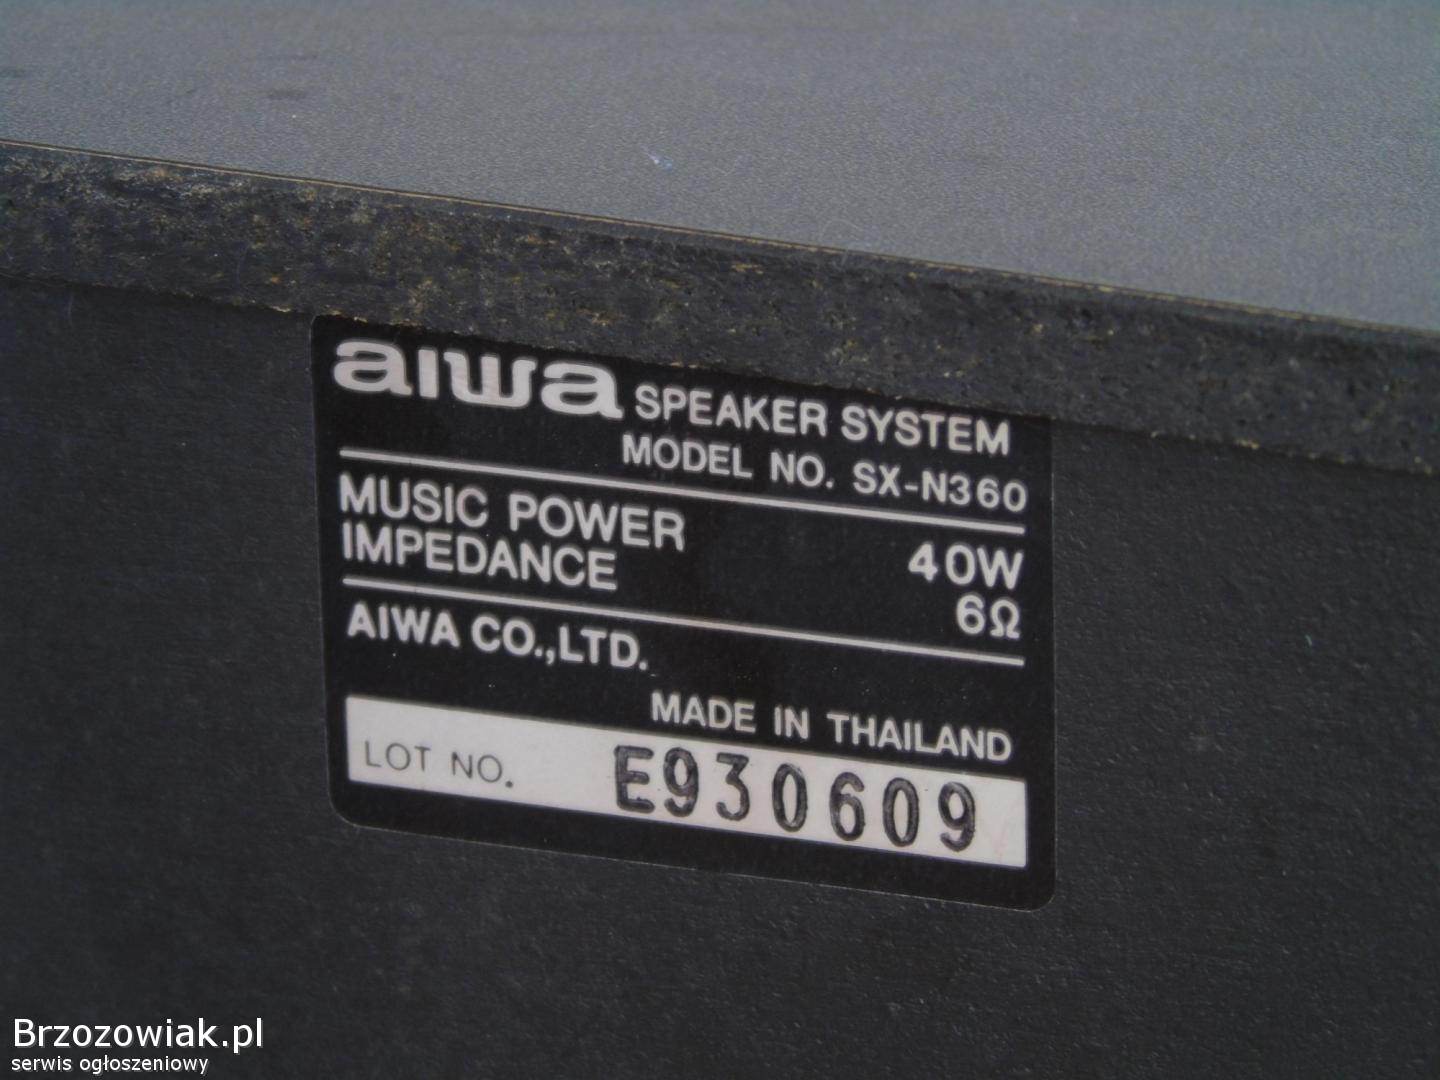 aiwa SPEAKER SYSTEM
MODEL NO. SX-N360
MUSIC POWER 40W
IMPEDANCE 6Ω
AIWA CO.,LTD.
MADE IN THAILAND
LOT NO. E930609
Brzozowiak.pl
serwis ogłoszeniowy